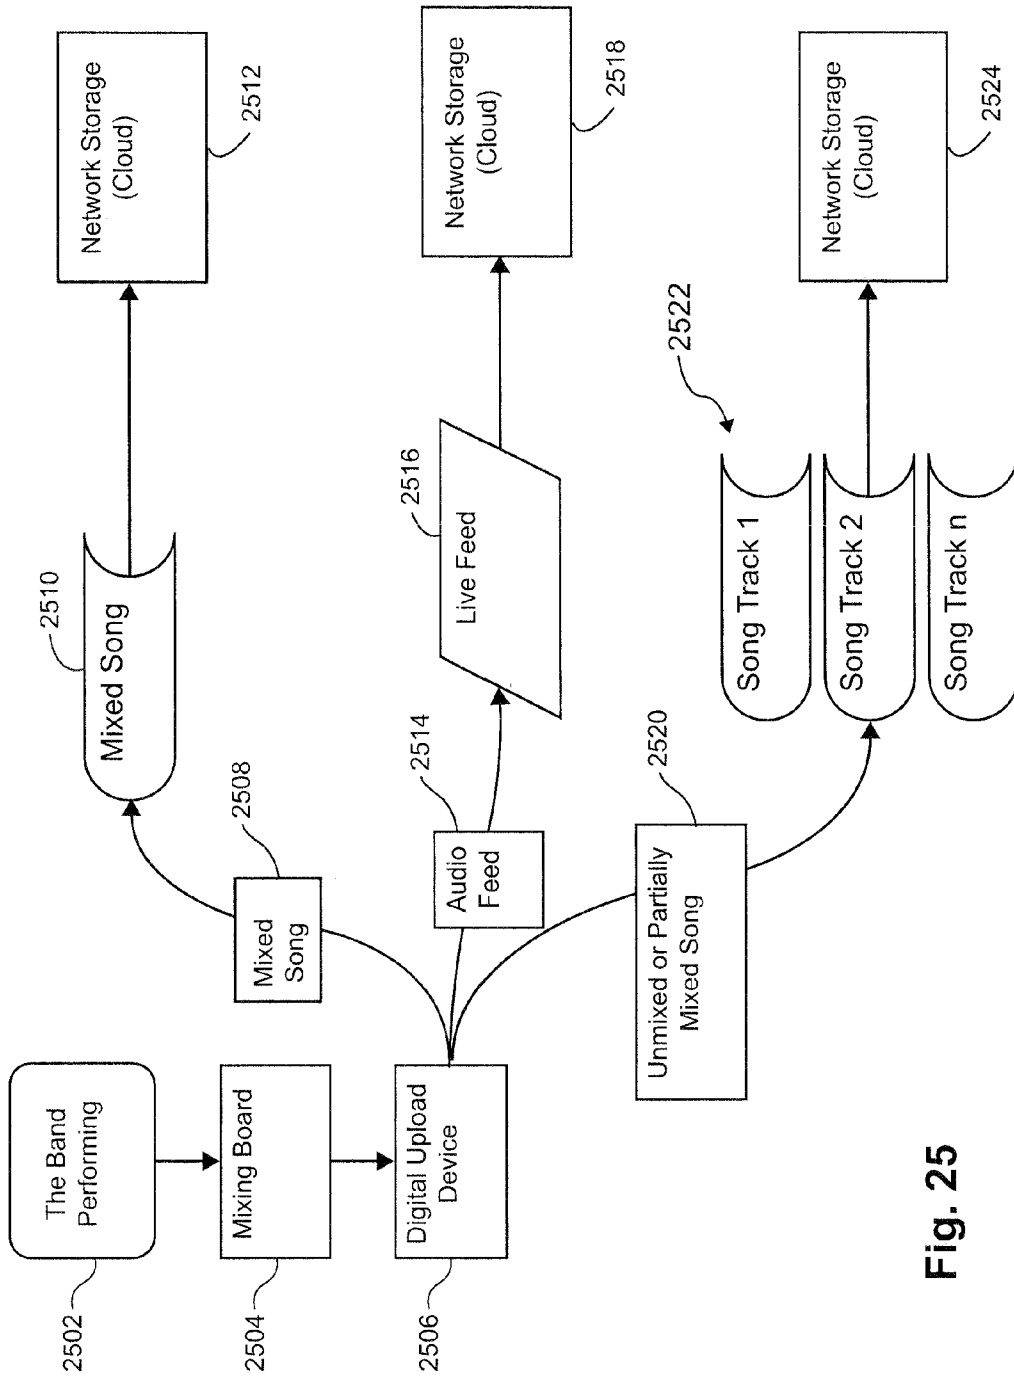 2502
The Band
Performing
2504
Mixing Board
2506
Digital Upload
Device
Mixed
Song
2508
Mixed Song
2510
Network Storage
(Cloud)
2512
Audio
Feed
2514
Live Feed
2516
Network Storage
(Cloud)
2518
Unmixed or Partially
Mixed Song
2520
Song Track 1
Song Track 2
Song Track n
2522
Network Storage
(Cloud)
2524
Fig. 25